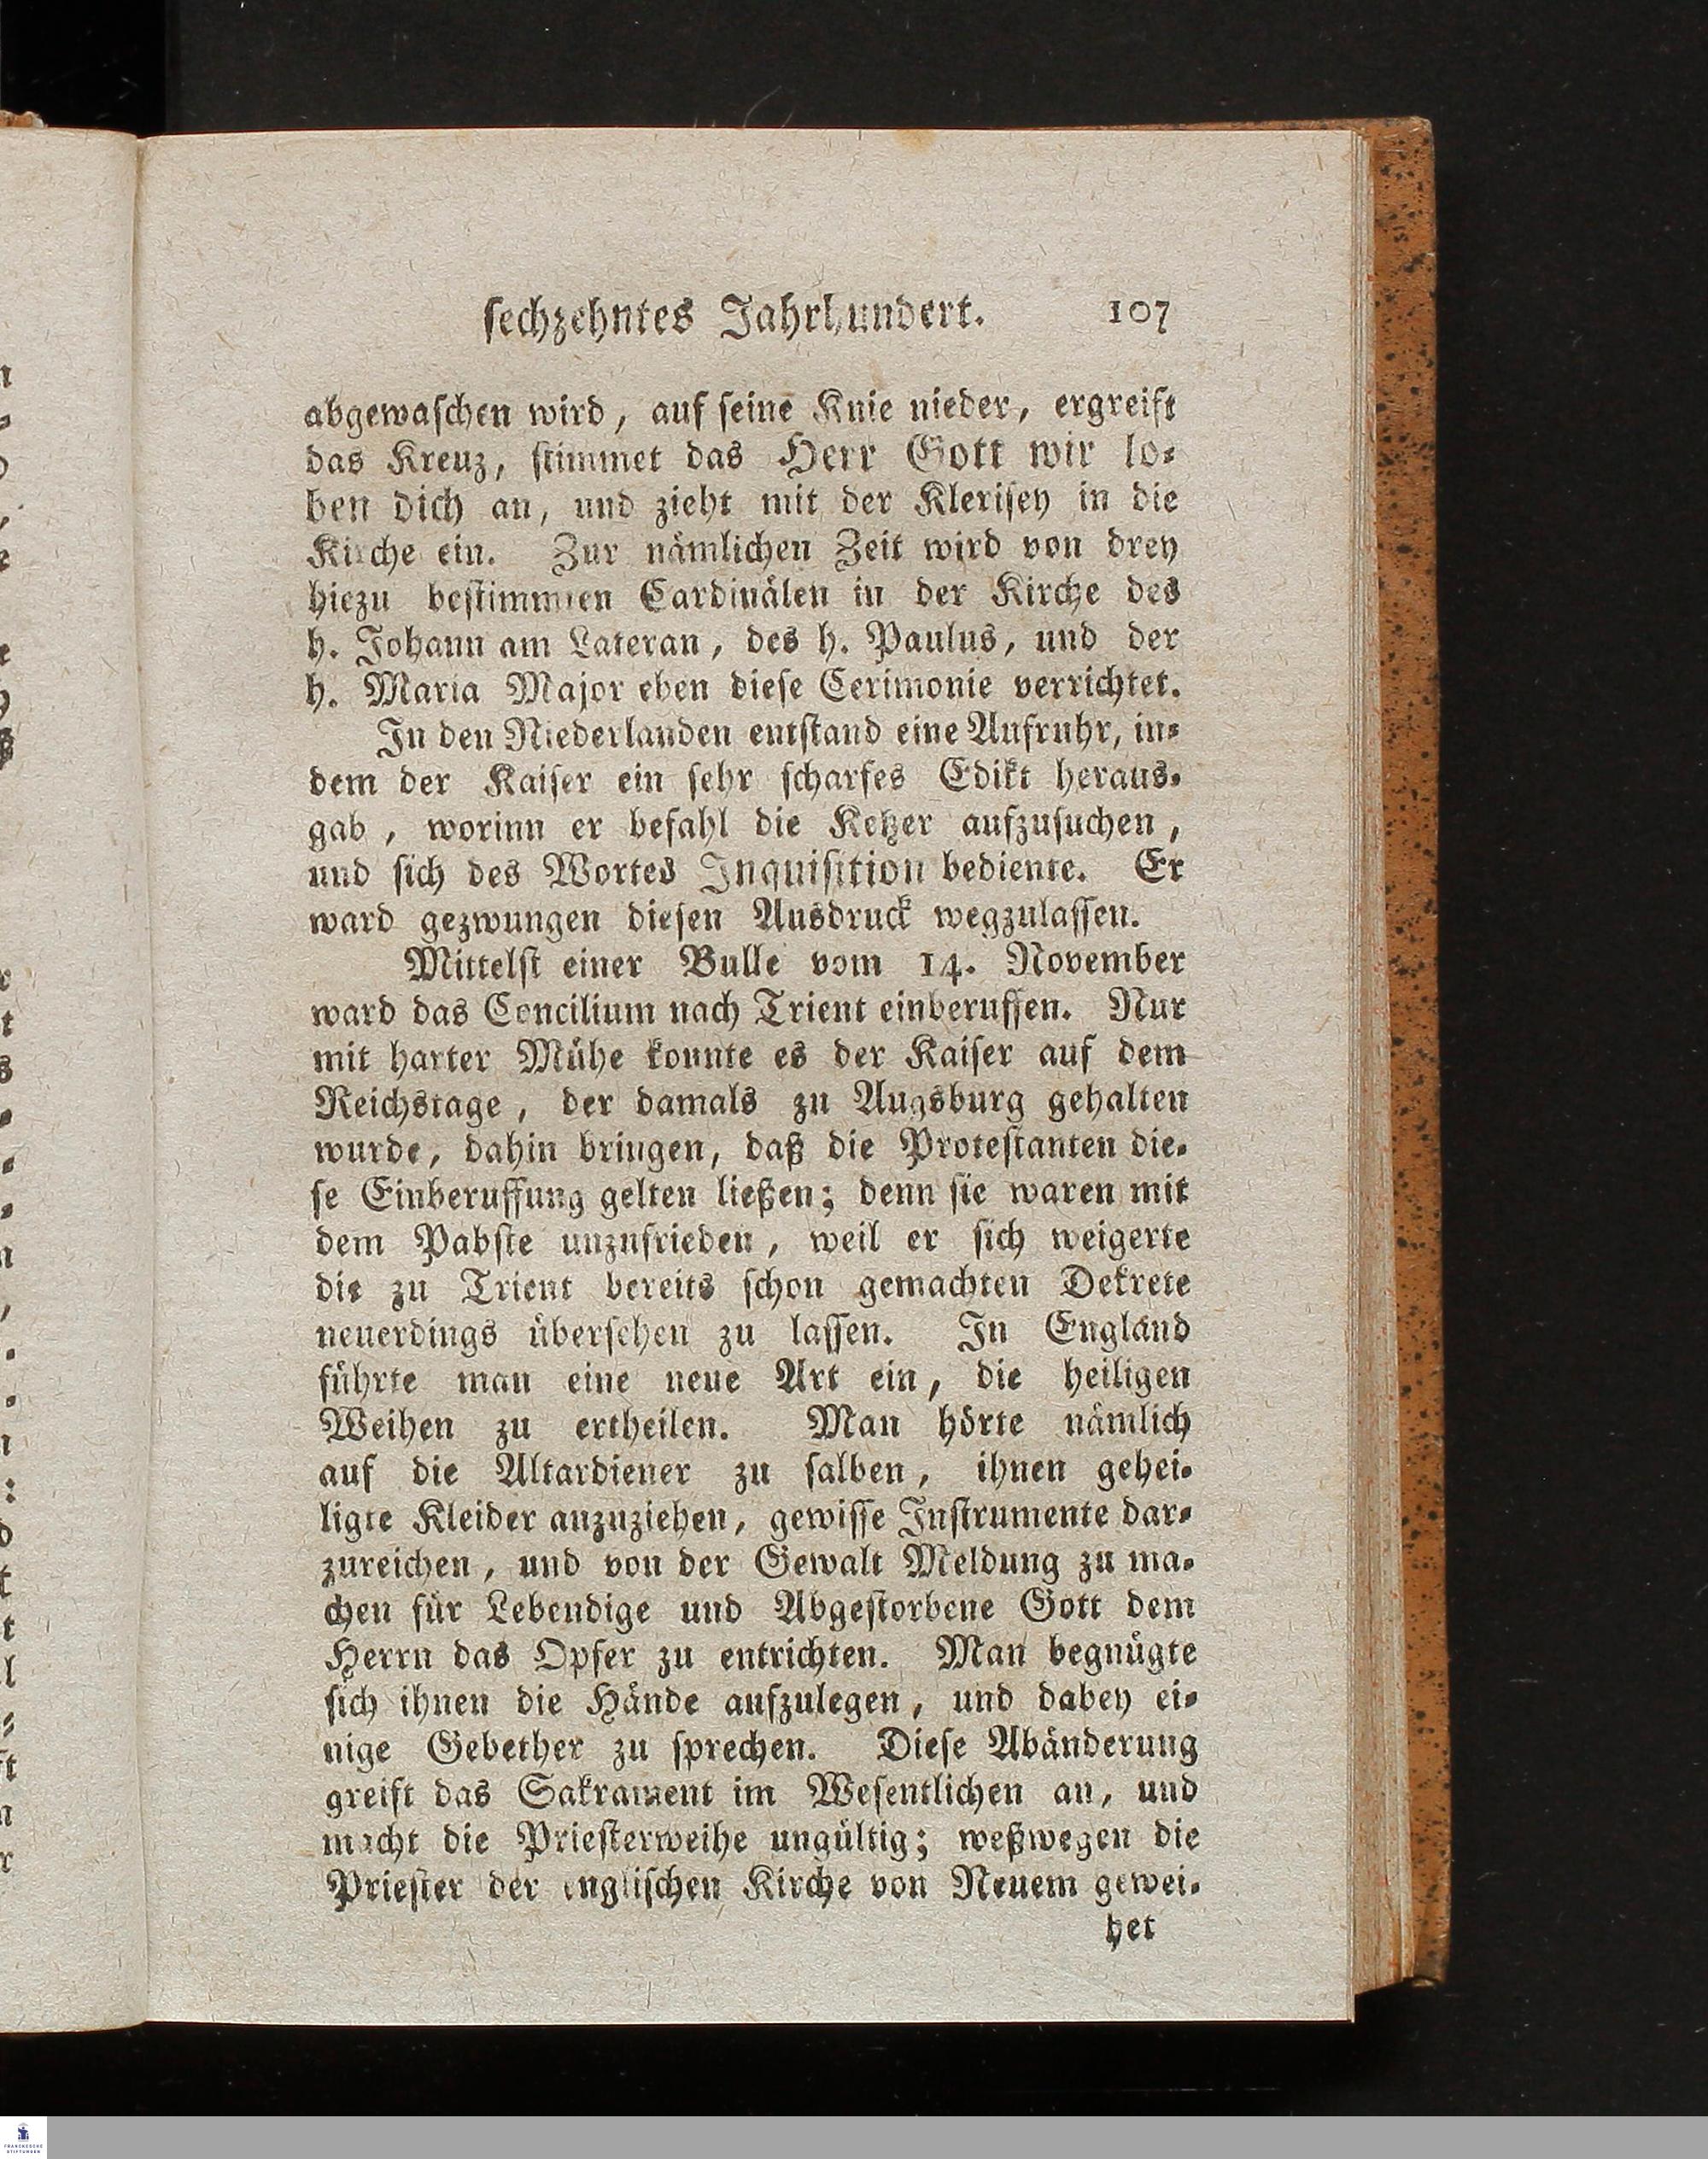 sechzehntes Jahrhundert. 107
abgewaschen wird, auf seine Knie nieder, ergreift
das Kreuz, stimmet das Herr Gott wir lo-
ben dich an, und zieht mit der Klerisey in die
Kirche ein. Zur nämlichen Zeit wird von drey
hiezu bestimmten Cardinälen in der Kirche des
h. Johann am Lateran, des h. Paulus, und der
h. Maria Major eben diese Cerimonie verrichtet.
In den Niederlanden entstand eine Aufruhr, in-
dem der Kaiser ein sehr scharfes Edikt heraus-
gab, worinn er befahl die Ketzer aufzusuchen,
und sich des Wortes Inquisition bediente. Er
ward gezwungen diesen Ausdruck wegzulassen.
Mittelst einer Bulle vom 14. November
ward das Concilium nach Trient einberuffen. Nur
mit harter Mühe konnte es der Kaiser auf dem
Reichstage, der damals zu Augsburg gehalten
wurde, dahin bringen, daß die Protestanten die-
se Einberuffung gelten ließen; denn sie waren mit
dem Pabste unzufrieden, weil er sich weigerte
die zu Trient bereits schon gemachten Dekrete
neuerdings übersehen zu lassen. In England
führte man eine neue Art ein, die heiligen
Weihen zu ertheilen. Man hörte nämlich
auf die Altardiener zu salben, ihnen gehei-
ligte Kleider anzuziehen, gewisse Instrumente dar-
zureichen, und von der Gewalt Meldung zu ma-
chen für Lebendige und Abgestorbene Gott dem
Herrn das Opfer zu entrichten. Man begnügte
sich ihnen die Hände aufzulegen, und dabey ei-
nige Gebether zu sprechen. Diese Abänderung
greift das Sakrament im Wesentlichen an, und
macht die Priesterweihe ungültig; weßwegen die
Priester der englischen Kirche von Neuem gewei-
het
FRANCKESCHE
STIFTUNGEN